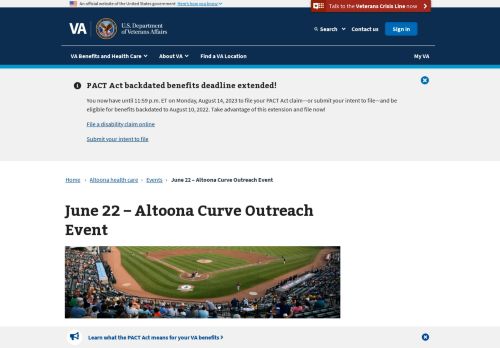 An official website of the United States government Here's how you know
Talk to the Veterans Crisis Line now
VA
U.S. Department
of Veterans Affairs
Search
Contact us
Sign in
VA Benefits and Health Care
About VA
Find a VA Location
My VA
PACT Act backdated benefits deadline extended!
You now have until 11:59 p.m. ET on Monday, August 14, 2023 to file your PACT claim—or submit your intent to file—and be
eligible for benefits backdated to August 10, 2022. Take advantage of this extension and file now!
File a disability claim online
Submit your intent to file
Home › Altoona health care › Events › June 22 – Altoona Curve Outreach Event
June 22 – Altoona Curve Outreach
Event
Learn what the PACT Act means for your VA benefits